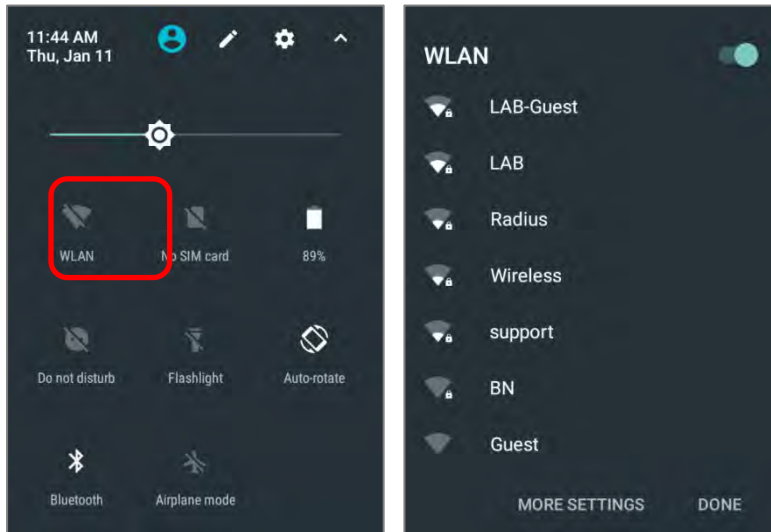 11:44 AM
Thu, Jan 11
WLAN
No SIM card
89%
Do not disturb
Flashlight
Auto-rotate
Bluetooth
Airplane mode
WLAN
LAB-Guest
LAB
Radius
Wireless
support
BN
Guest
MORE SETTINGS
DONE